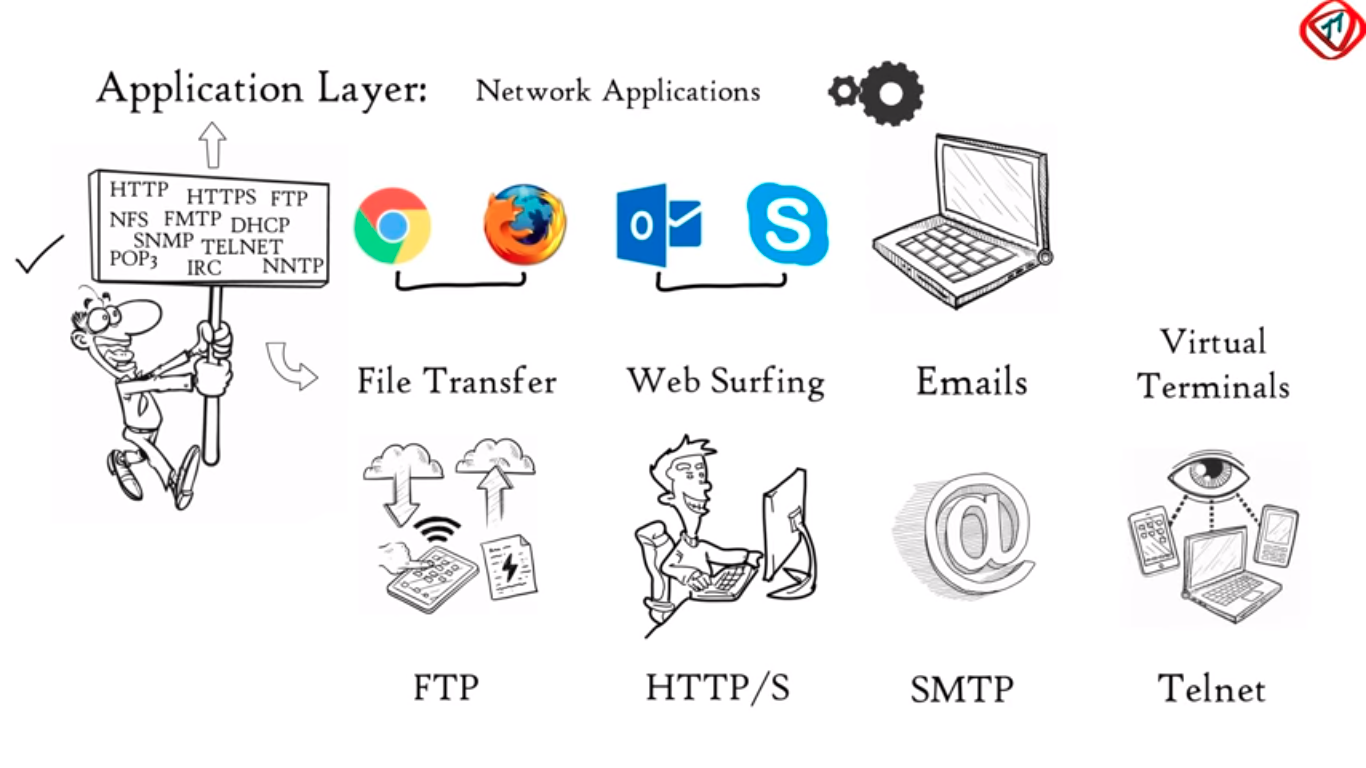 Application Layer: Network Applications
HTTP HTTPS FTP
NFS FMTP DHCP
SNMP TELNET
POP3 IRC NNTP
File Transfer
Web Surfing
Emails
Virtual
Terminals
FTP
HTTP/S
SMTP
Telnet